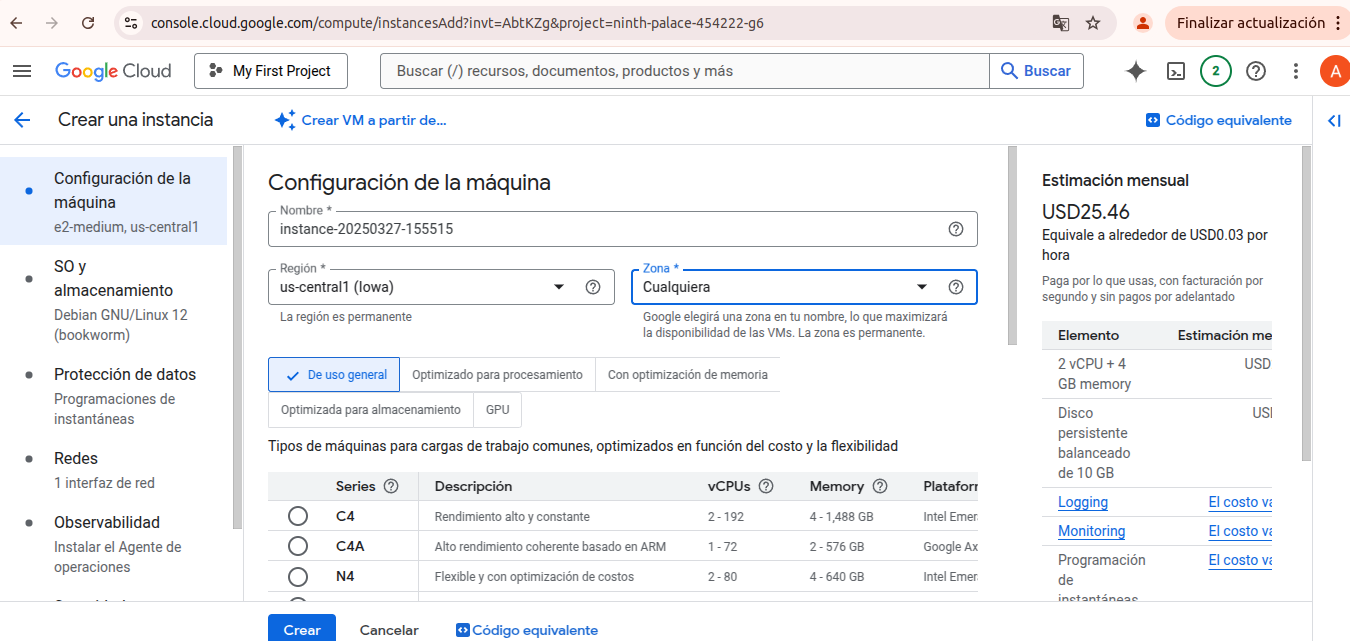 console.cloud.google.com/compute/instancesAdd?invt=AbtKZg&project=ninth-palace-454222-g6
Finalizar actualización
Google Cloud
My First Project
Buscar (/) recursos, documentos, productos y más
Buscar
2
A
Crear una instancia
Crear VM a partir de...
Código equivalente
Configuración de la
máquina
e2-medium, us-central1
SO y
almacenamiento
Debian GNU/Linux 12
(bookworm)
Protección de datos
Programaciones de
instantáneas
Redes
1 interfaz de red
Observabilidad
Instalar el Agente de
operaciones
Configuración de la máquina
Nombre *
instance-20250327-155515
Región *
us-central1 (Iowa)
La región es permanente
Zona *
Cualquiera
Google elegirá una zona en tu nombre, lo que maximizará
la disponibilidad de las VMs. La zona es permanente.
De uso general
Optimizado para procesamiento
Con optimización de memoria
Optimizada para almacenamiento
GPU
Tipos de máquinas para cargas de trabajo comunes, optimizados en función del costo y la flexibilidad
Series Descripción vCPUs Memory Platafor
C4 Rendimiento alto y constante 2 - 192 4 - 1,488 GB Intel Emer
C4A Alto rendimiento coherente basado en ARM 1 - 72 2 - 576 GB Google Ax
N4 Flexible y con optimización de costos 2 - 80 4 - 640 GB Intel Emer
Crear
Cancelar
Código equivalente
Estimación mensual
USD25.46
Equivale a alrededor de USD0.03 por
hora
Paga por lo que usas, con facturación por
segundo y sin pagos por adelantado
Elemento Estimación me
2 vCPU + 4 USD
GB memory
Disco USI
persistente
balanceado
de 10 GB
Logging El costo va
Monitoring El costo va
Programación El costo va
de
instantáneas